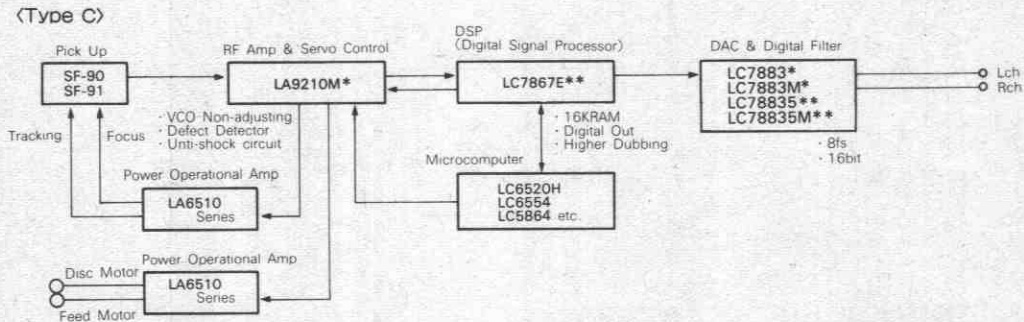 〈Type C〉
Pick Up
SF-90
SF-91
Tracking
Focus
RF Amp & Servo Control
LA9210M*
· VCO Non-adjusting
· Defect Detector
· Unti-shock circuit
DSP
(Digital Signal Processor)
LC7867E**
· 16KRAM
· Digital Out
· Higher Dubbing
DAC & Digital Filter
LC7883*
LC7883M*
LC78835**
LC78835M**
· 8fs
· 16bit
Lch
Rch
Microcomputer
LC6520H
LC6554
LC5864 etc.
Power Operational Amp
LA6510
Series
Power Operational Amp
LA6510
Series
Disc Motor
Feed Motor